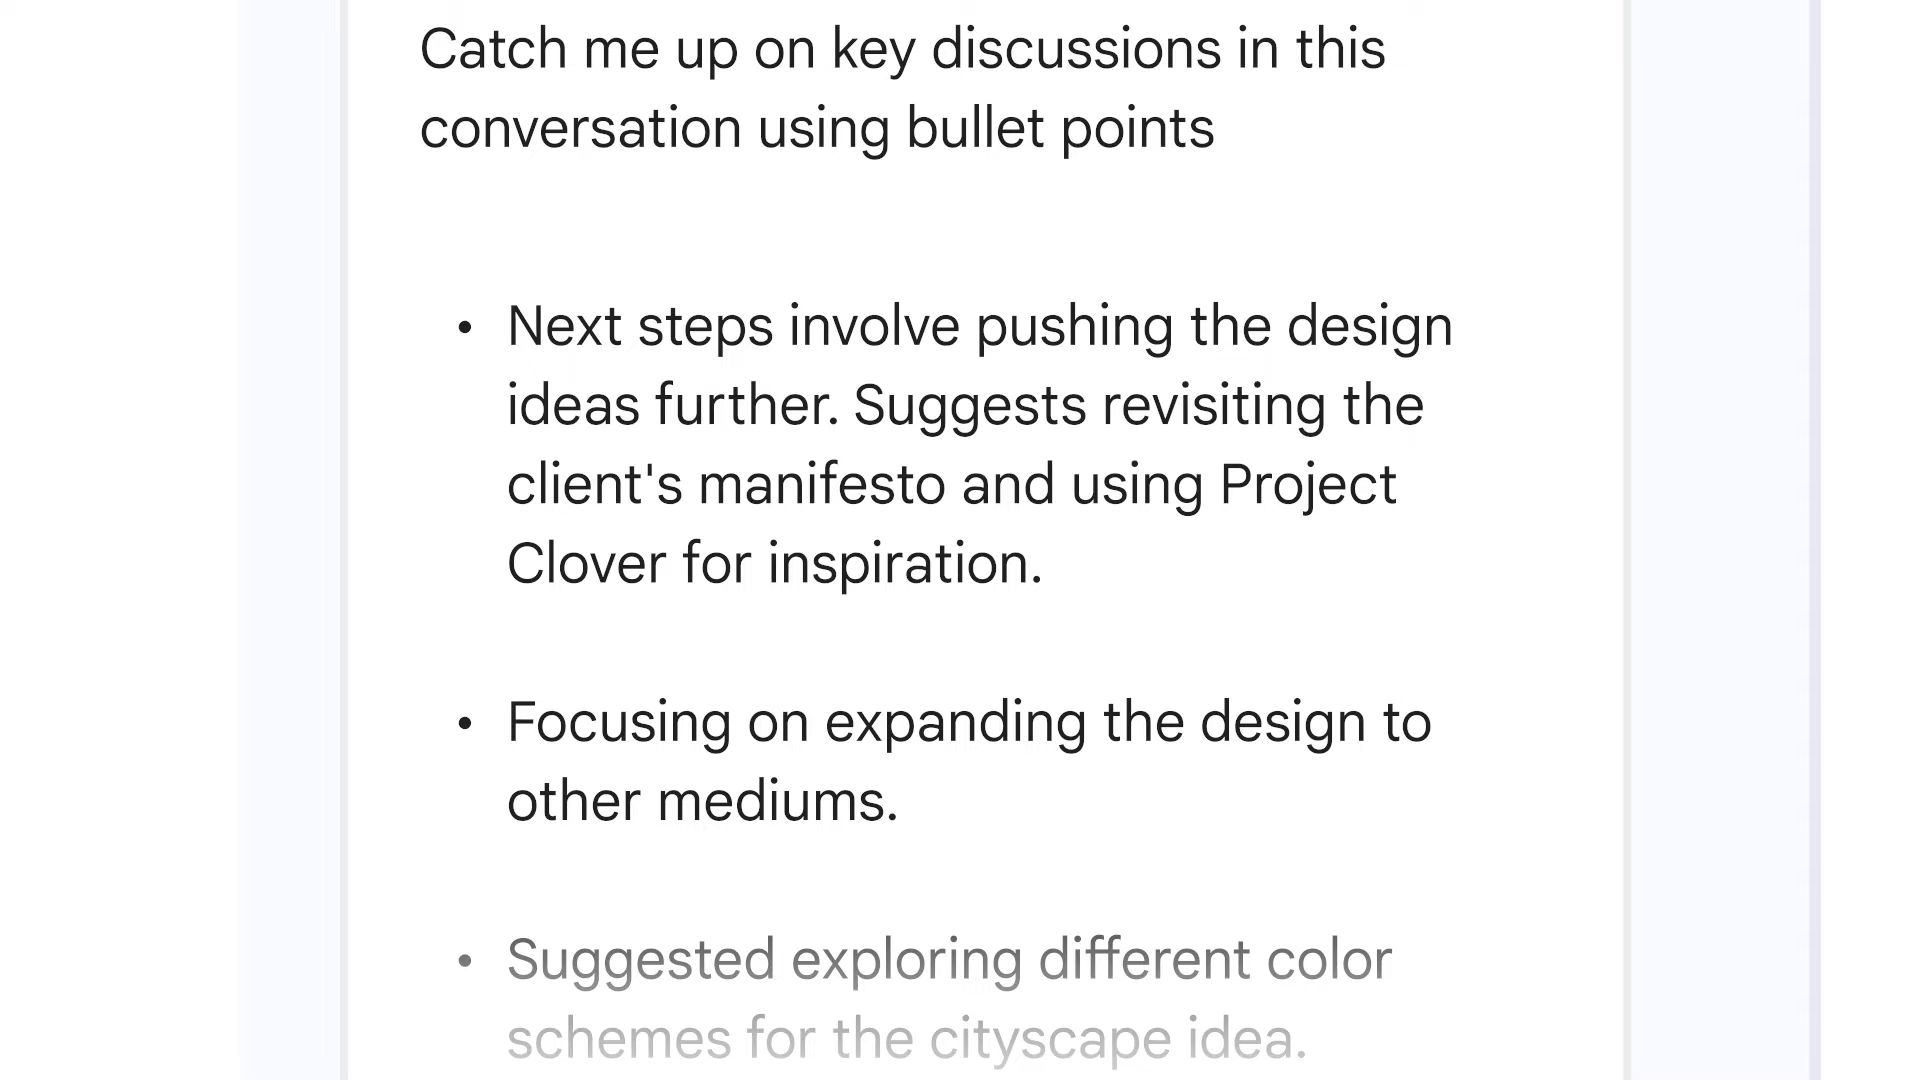 Catch me up on key discussions in this
conversation using bullet points
• Next steps involve pushing the design
ideas further. Suggests revisiting the
client's manifesto and using Project
Clover for inspiration.
• Focusing on expanding the design to
other mediums.
• Suggested exploring different color
schemes for the cityscape idea.